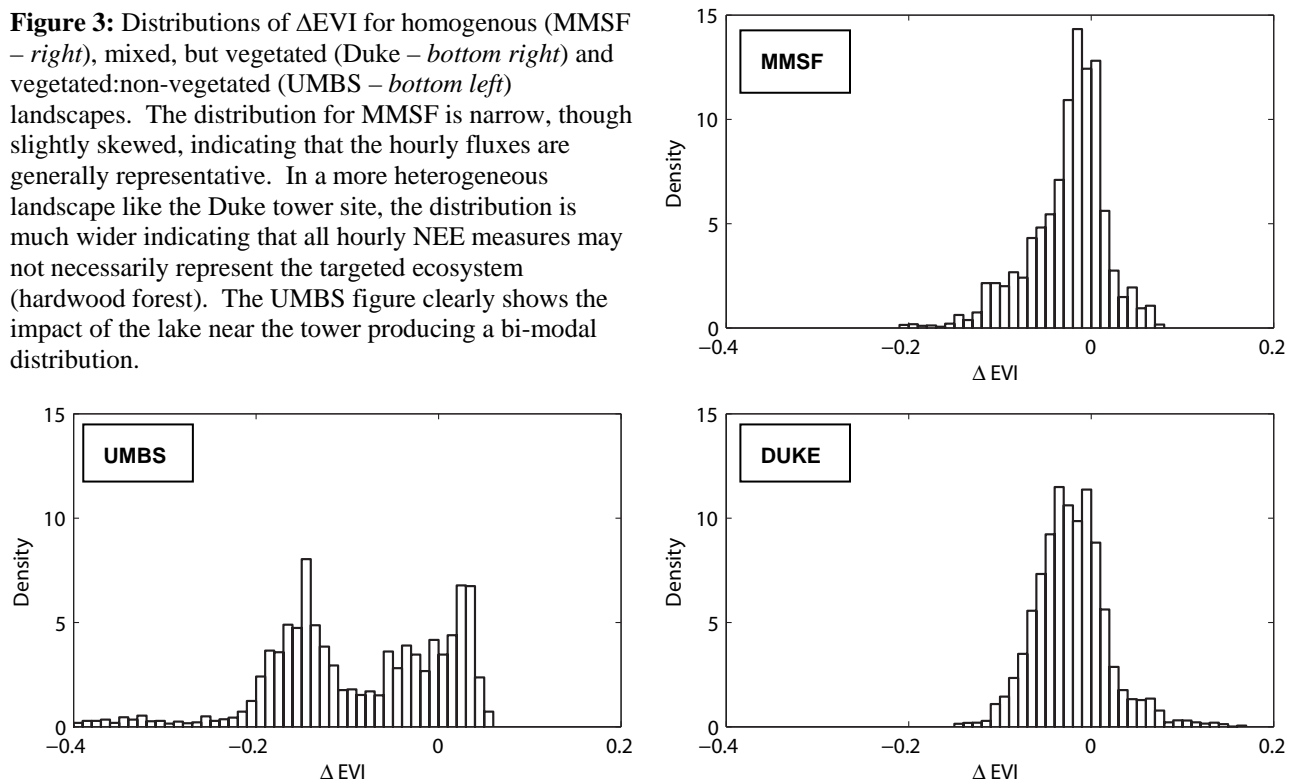 Figure 3: Distributions of ΔEVI for homogenous (MMSF
– right), mixed, but vegetated (Duke – bottom right) and
vegetated:non-vegetated (UMBS – bottom left)
landscapes. The distribution for MMSF is narrow, though
slightly skewed, indicating that the hourly fluxes are
generally representative. In a more heterogeneous
landscape like the Duke tower site, the distribution is
much wider indicating that all hourly NEE measures may
not necessarily represent the targeted ecosystem
(hardwood forest). The UMBS figure clearly shows the
impact of the lake near the tower producing a bi-modal
distribution.
MMSF
15
10
5
0
Density
−0.4 −0.2 0 0.2
Δ EVI
UMBS
15
10
5
0
Density
−0.4 −0.2 0 0.2
Δ EVI
DUKE
15
10
5
0
Density
−0.4 −0.2 0 0.2
Δ EVI